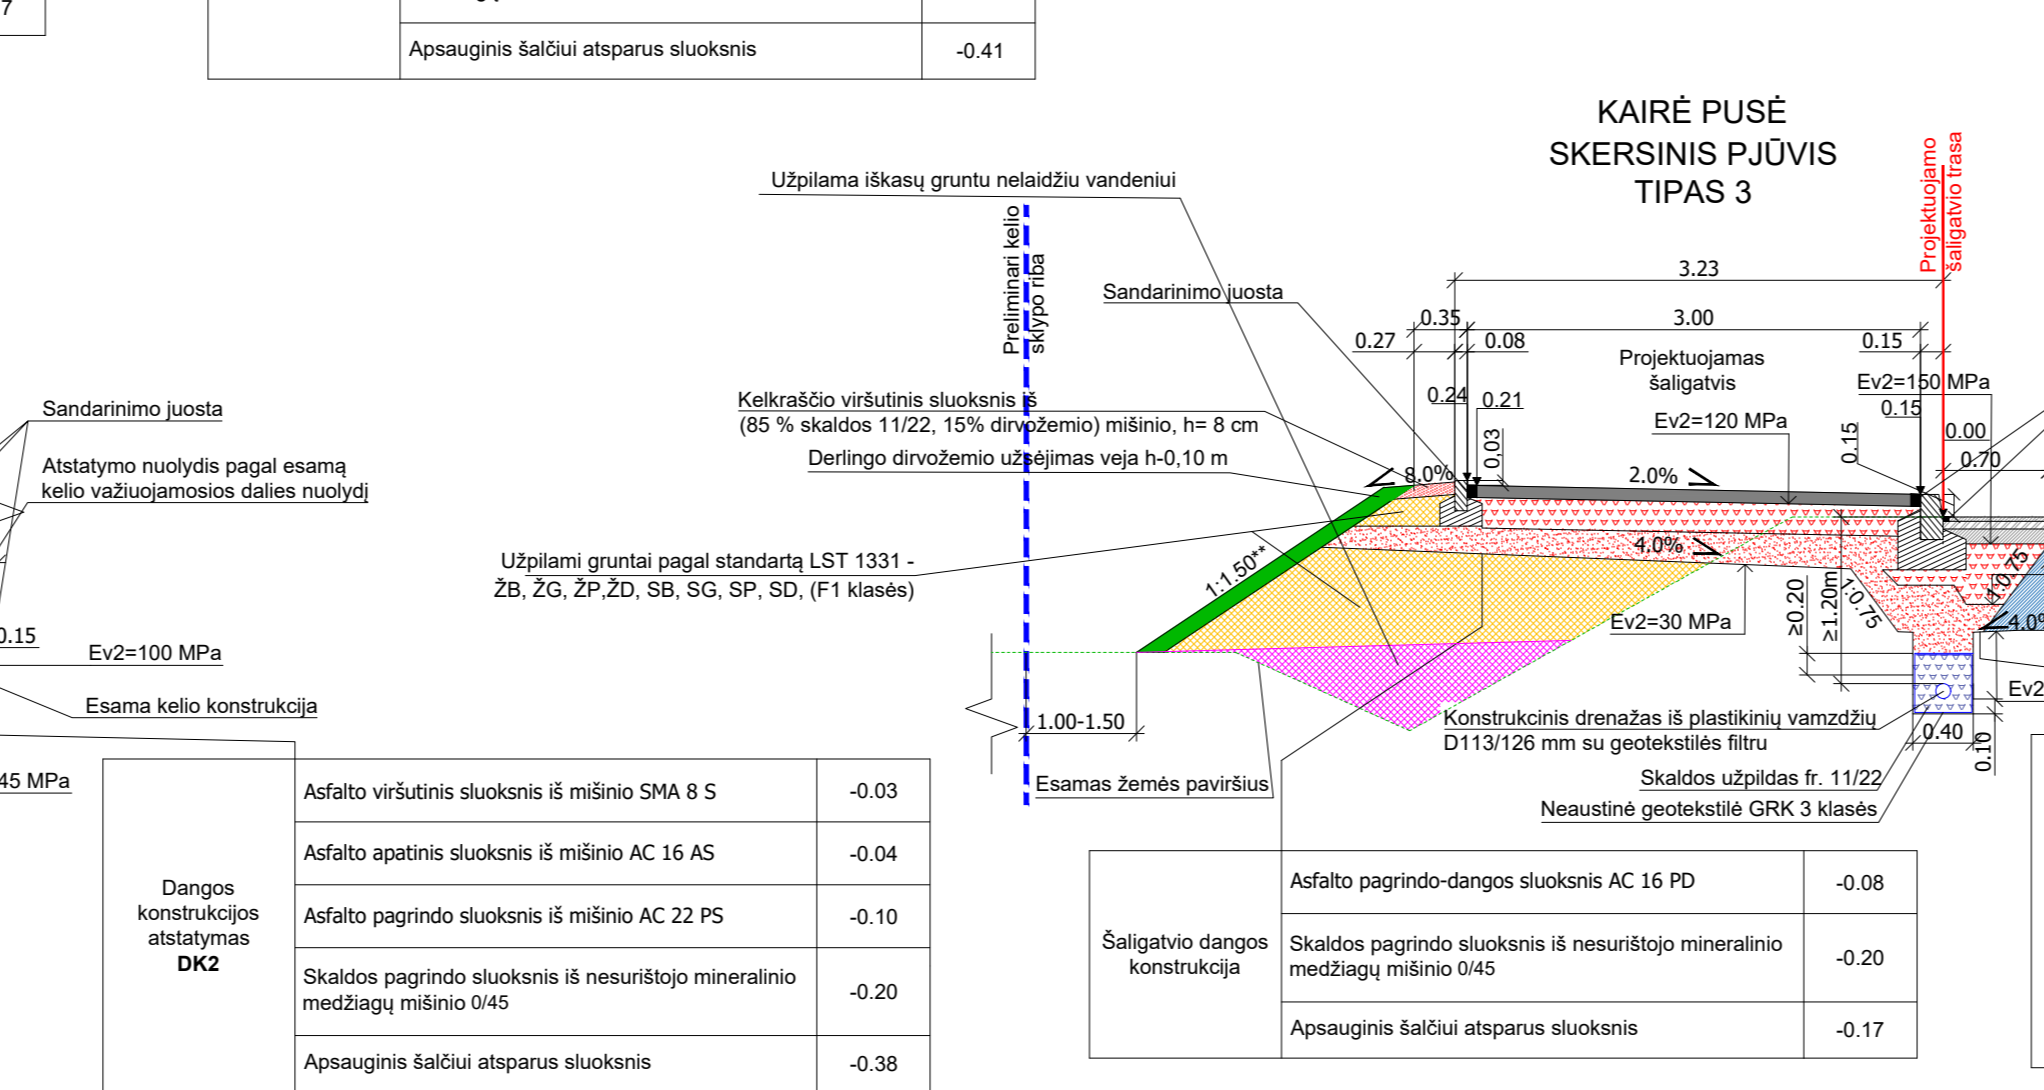 7
Apsauginis šalčiui atsparus sluoksnis
-0.41
KAIRĖ PUSĖ
SKERSINIS PJŪVIS
TIPAS 3
Projektuojamo
šaligatvio trasa
Užpilama iškasų gruntu nelaidžiu vandeniui
Preliminari kelio
sklypo riba
Sandarinimo juosta
3.23
0.35
3.00
0.27
0.08
0.15
Projektuojamas
šaligatvis
Ev2=150 MPa
0.24
0.21
0.15
Ev2=120 MPa
0.15
0.00
0.70
0,03
Kelkraščio viršutinis sluoksnis iš
(85 % skaldos 11/22, 15% dirvožemio) mišinio, h= 8 cm
Derlingo dirvožemio užsėjimas veja h-0,10 m
8.0%
2.0%
4.0%
Sandarinimo juosta
Atstatymo nuolydis pagal esamą
kelio važiuojamosios dalies nuolydį
Užpilami gruntai pagal standartą LST 1331 -
ŽB, ŽG, ŽP,ŽD, SB, SG, SP, SD, (F1 klasės)
1:1.50**
Ev2=30 MPa
≥0.20
≥1.20m
1:0.75
1:0.75
4.0%
0.15
Ev2=100 MPa
Esama kelio konstrukcija
45 MPa
1.00-1.50
Esamas žemės paviršius
Konstrukcinis drenažas iš plastikinių vamzdžių
D113/126 mm su geotekstilės filtru
Skaldos užpildas fr. 11/22
Neaustinė geotekstilė GRK 3 klasės
0.40
0.10
Ev2
Dangos
konstrukcijos
atstatymas
DK2
Asfalto viršutinis sluoksnis iš mišinio SMA 8 S
-0.03
Asfalto apatinis sluoksnis iš mišinio AC 16 AS
-0.04
Asfalto pagrindo sluoksnis iš mišinio AC 22 PS
-0.10
Skaldos pagrindo sluoksnis iš nesurištojo mineralinio
medžiagų mišinio 0/45
-0.20
Apsauginis šalčiui atsparus sluoksnis
-0.38
Šaligatvio dangos
konstrukcija
Asfalto pagrindo-dangos sluoksnis AC 16 PD
-0.08
Skaldos pagrindo sluoksnis iš nesurištojo mineralinio
medžiagų mišinio 0/45
-0.20
Apsauginis šalčiui atsparus sluoksnis
-0.17